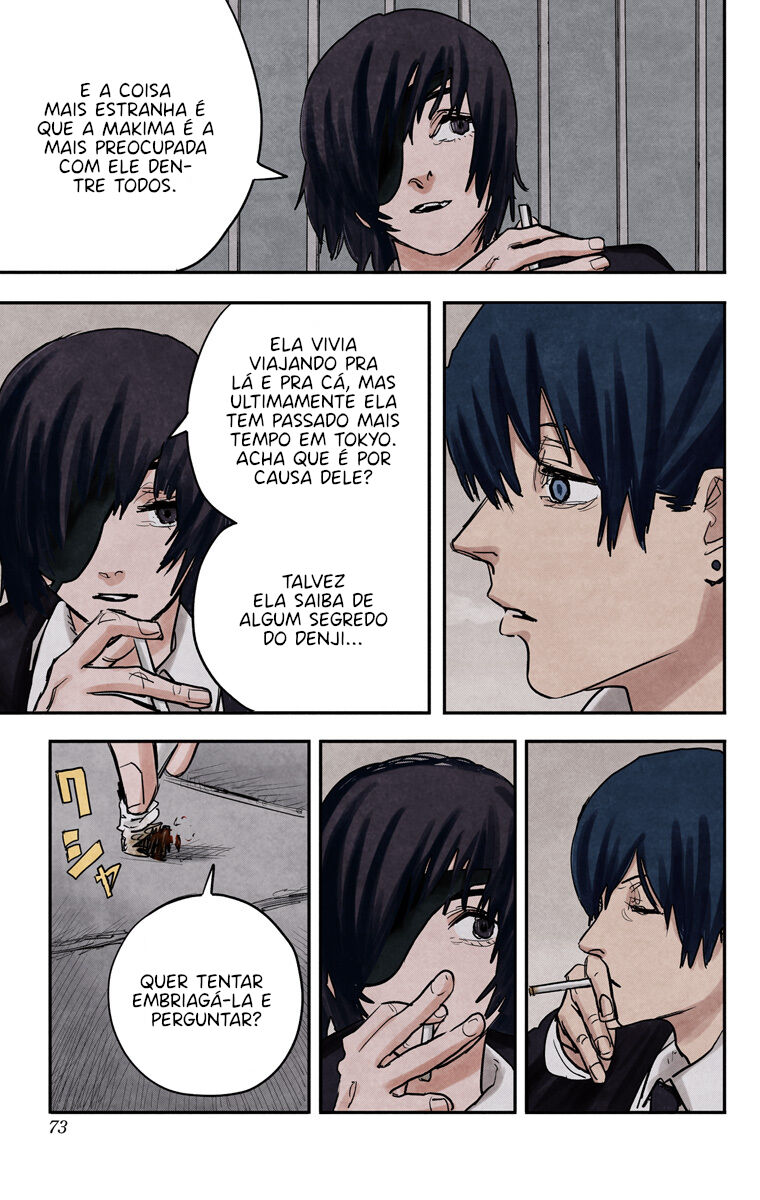 E A COISA
MAIS ESTRANHA É
QUE A MAKIMA É A
MAIS PREOCUPADA
COM ELE DEN-
TRE TODOS.
ELA VIVIA
VIAJANDO PRA
LÁ E PRA CÁ, MAS
ULTIMAMENTE ELA
TEM PASSADO MAIS
TEMPO EM TOKYO.
ACHA QUE É POR
CAUSA DELE?
TALVEZ
ELA SAIBA DE
ALGUM SEGREDO
DO DENJI...
クシャ
QUER TENTAR
EMBRIAGÁ-LA E
PERGUNTAR?
73